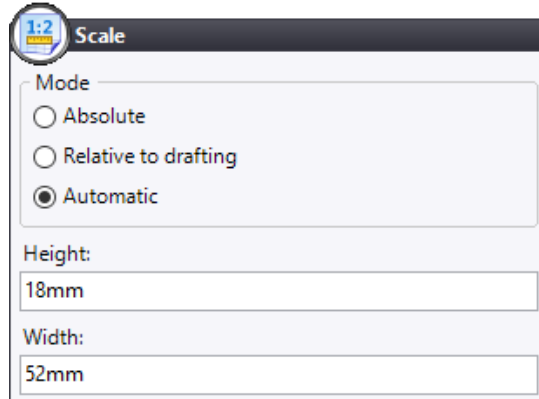 1:2
Scale
Mode
Absolute
Relative to drafting
Automatic
Height:
18mm
Width:
52mm